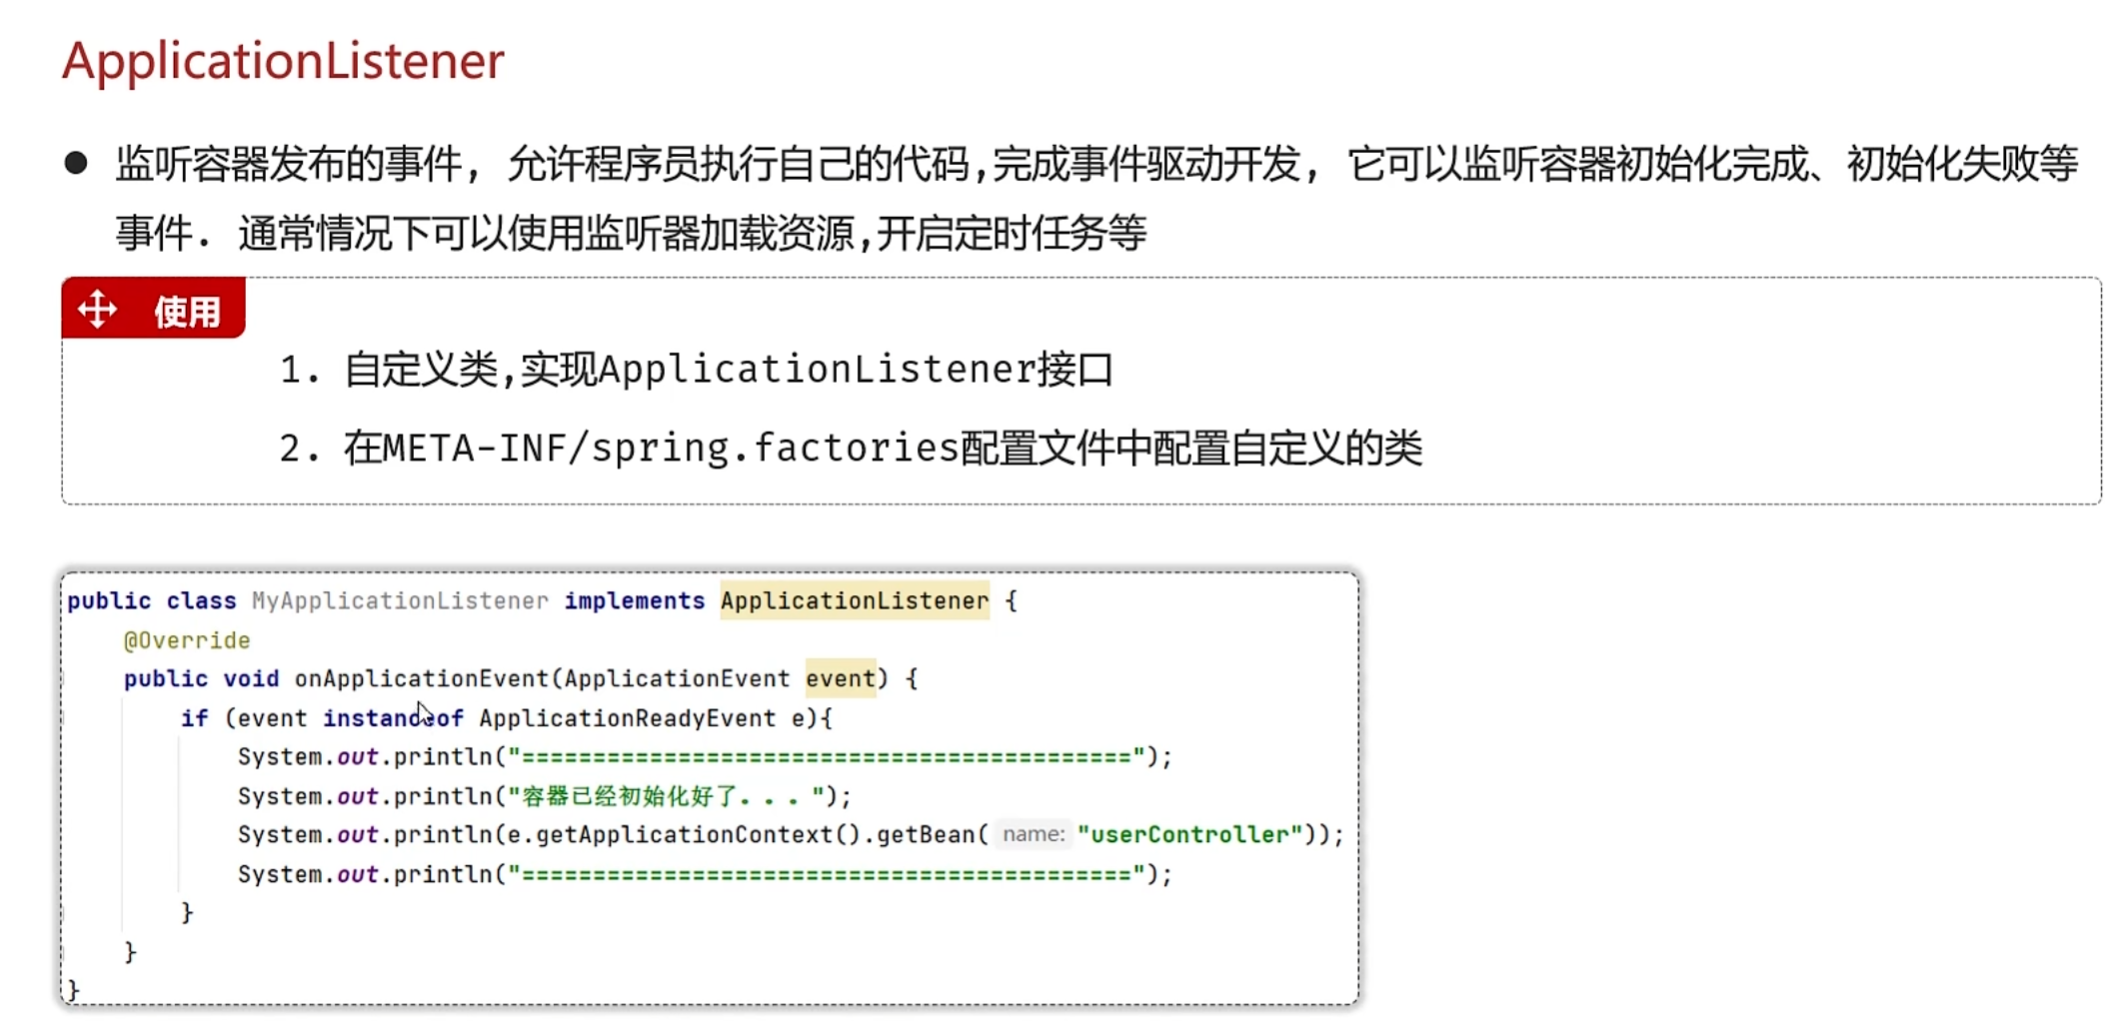 ApplicationListener
● 监听容器发布的事件, 允许程序员执行自己的代码,完成事件驱动开发, 它可以监听容器初始化完成、初始化失败等
事件. 通常情况下可以使用监听器加载资源,开启定时任务等
使用
1. 自定义类,实现ApplicationListener接口
2. 在META-INF/spring.factories配置文件中配置自定义的类
public class MyApplicationListener implements ApplicationListener {
@Override
public void onApplicationEvent(ApplicationEvent event) {
if (event instanceof ApplicationReadyEvent e){
System.out.println("===========================================");
System.out.println("容器已经初始化好了...");
System.out.println(e.getApplicationContext().getBean( name: "userController"));
System.out.println("===========================================");
}
}
}